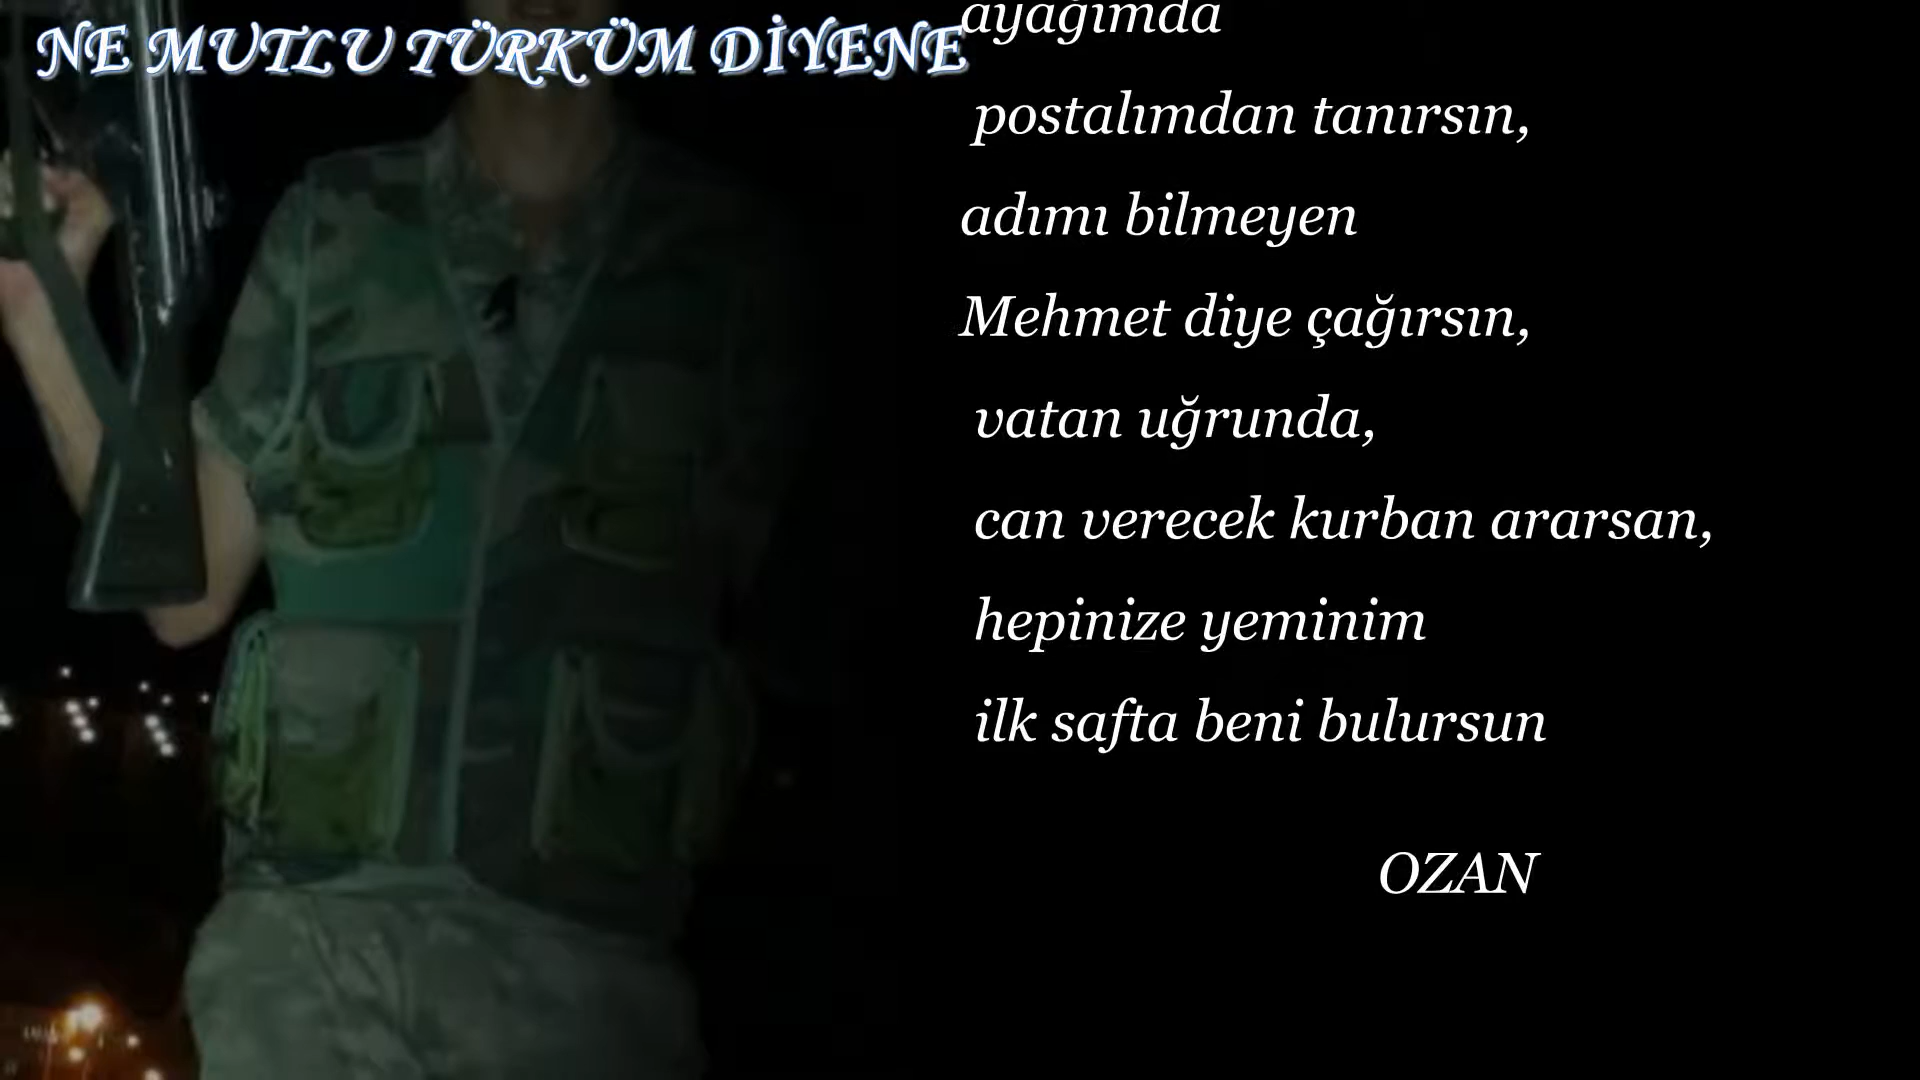 NE MUTLU TÜRKÜM DİYENE
ayağımda
postalımdan tanırsın,
adımı bilmeyen
Mehmet diye çağırsın,
vatan uğrunda,
can verecek kurban ararsan,
hepinize yeminim
ilk safta beni bulursun
OZAN